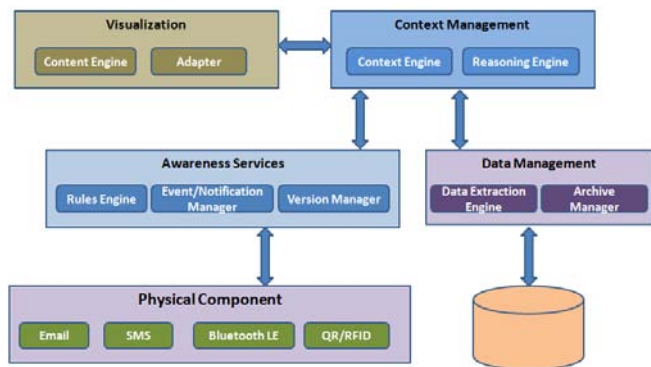 Visualization
Content Engine
Adapter
Context Management
Context Engine
Reasoning Engine
Awareness Services
Rules Engine
Event/Notification
Manager
Version Manager
Data Management
Data Extraction
Engine
Archive
Manager
Physical Component
Email
SMS
Bluetooth LE
QR/RFID